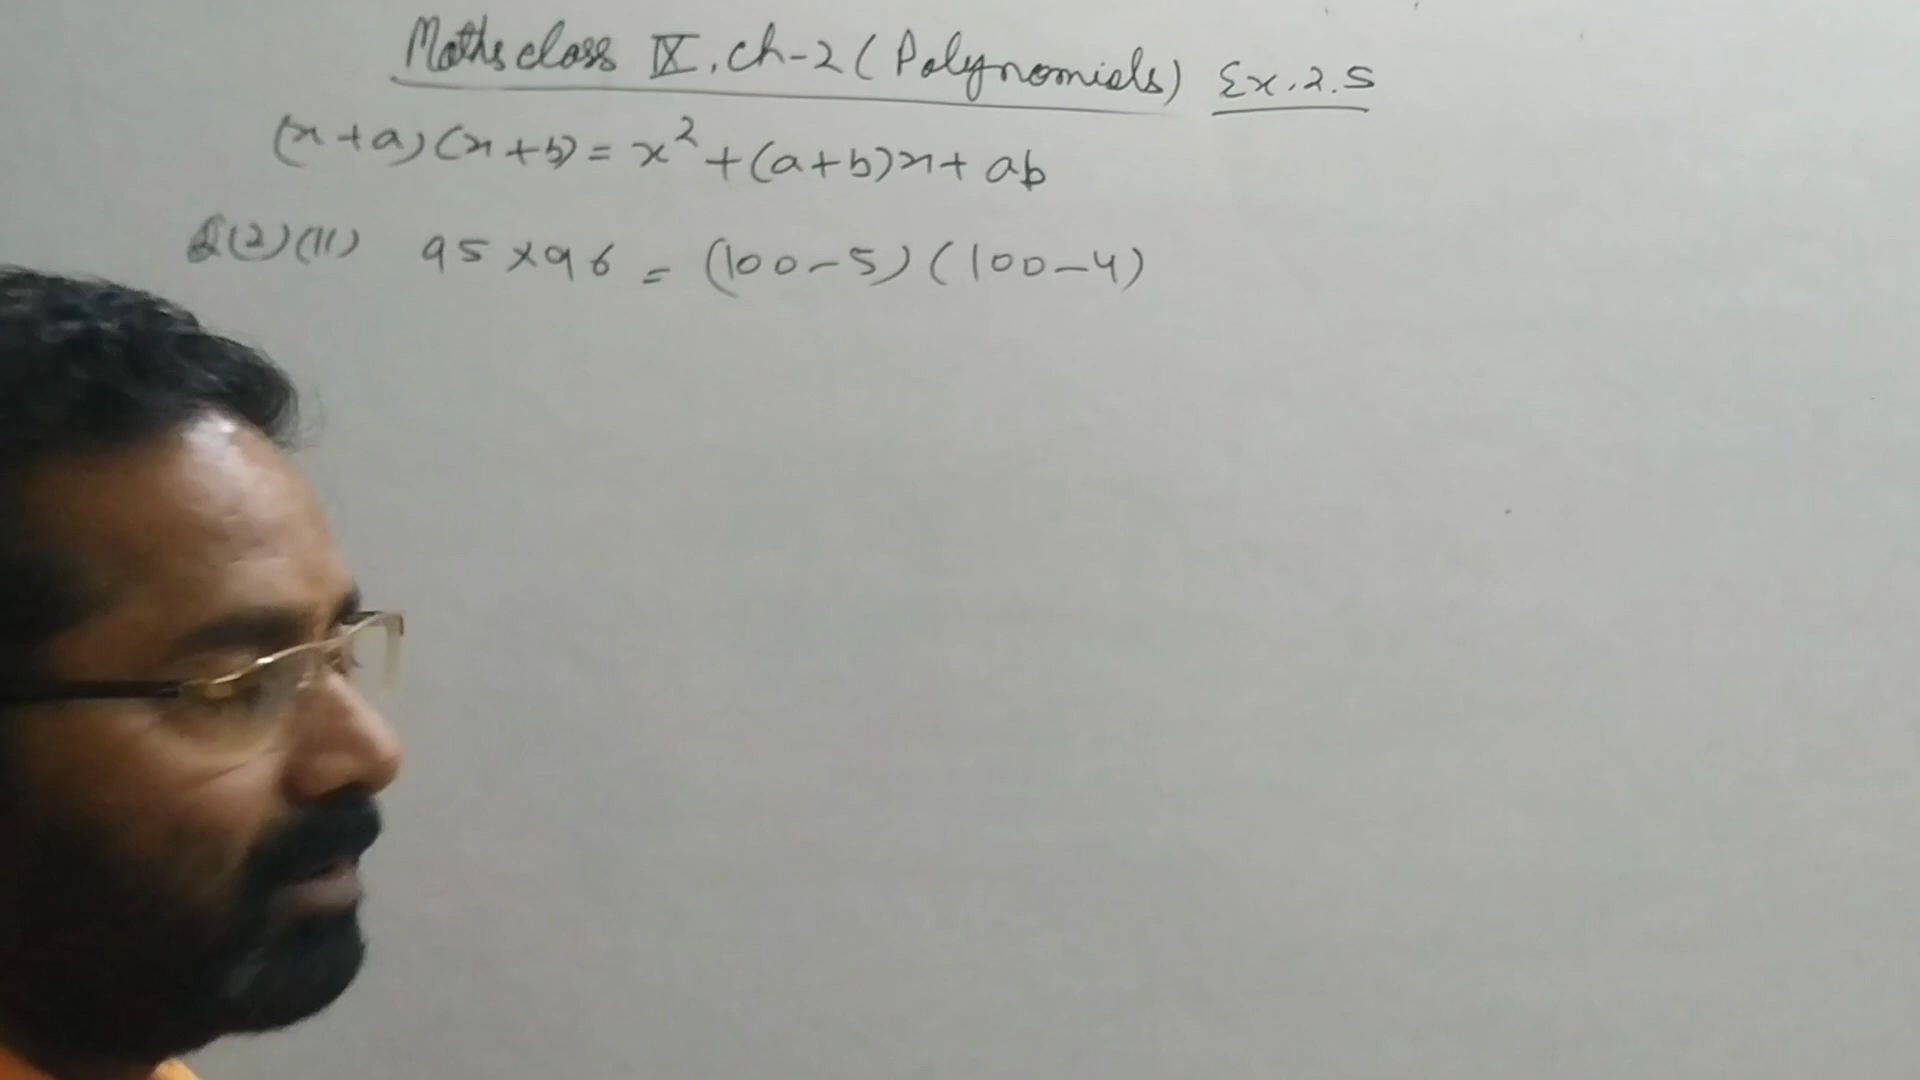 Maths class IX, ch-2 (Polynomials) Ex. 2.5
(x+a)(x+b) = x² + (a+b)x + ab
Q(2)(ii) 95 × 96 = (100-5)(100-4)